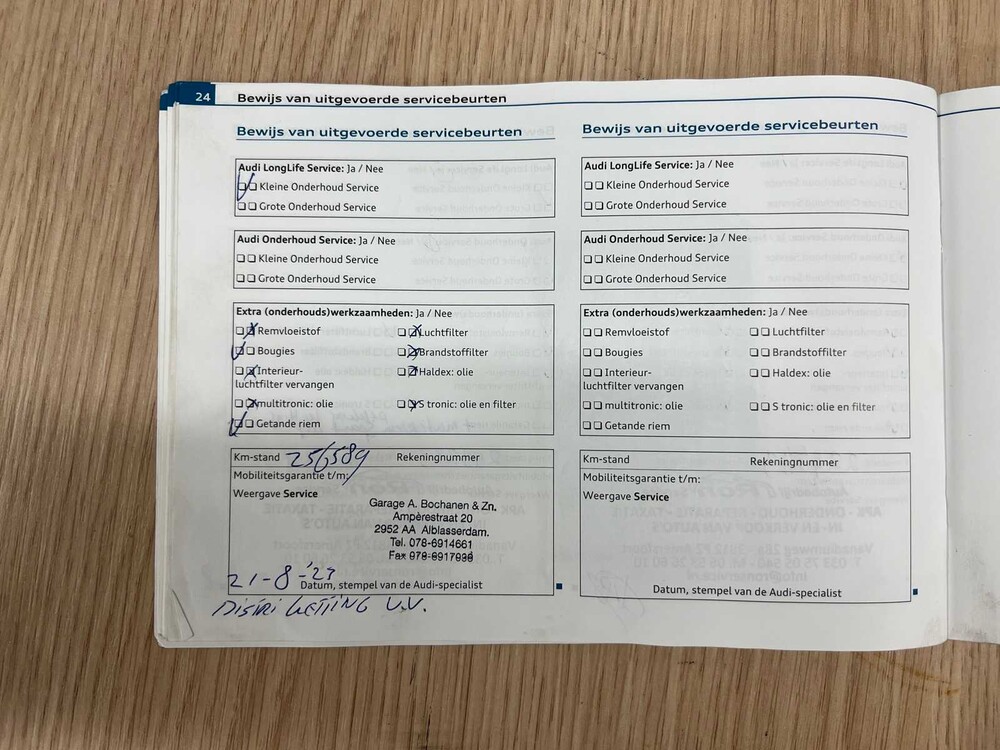 24 Bewijs van uitgevoerde servicebeurten
Bewijs van uitgevoerde servicebeurten
Audi LongLife Service: Ja / Nee
Kleine Onderhoud Service
Grote Onderhoud Service
Audi Onderhoud Service: Ja / Nee
Kleine Onderhoud Service
Grote Onderhoud Service
Extra (onderhouds)werkzaamheden: Ja / Nee
Remvloeistof Luchtfilter
Bougies Brandstoffilter
Interieur- Haldex: olie
luchtfilter vervangen
multitronic: olie S tronic: olie en filter
Getande riem
Km-stand 256589 Rekeningnummer
Mobiliteitsgarantie t/m:
Weergave Service
Garage A. Bochanen & Zn.
Ampèrestraat 20
2952 AA Alblasserdam.
Tel. 078-6914661
Fax 078-6917938
21-8-'23 Datum, stempel van de Audi-specialist
Distri ketting V.V.
Bewijs van uitgevoerde servicebeurten
Audi LongLife Service: Ja / Nee
Kleine Onderhoud Service
Grote Onderhoud Service
Audi Onderhoud Service: Ja / Nee
Kleine Onderhoud Service
Grote Onderhoud Service
Extra (onderhouds)werkzaamheden: Ja / Nee
Remvloeistof Luchtfilter
Bougies Brandstoffilter
Interieur- Haldex: olie
luchtfilter vervangen
multitronic: olie S tronic: olie en filter
Getande riem
Km-stand Rekeningnummer
Mobiliteitsgarantie t/m:
Weergave Service
Datum, stempel van de Audi-specialist